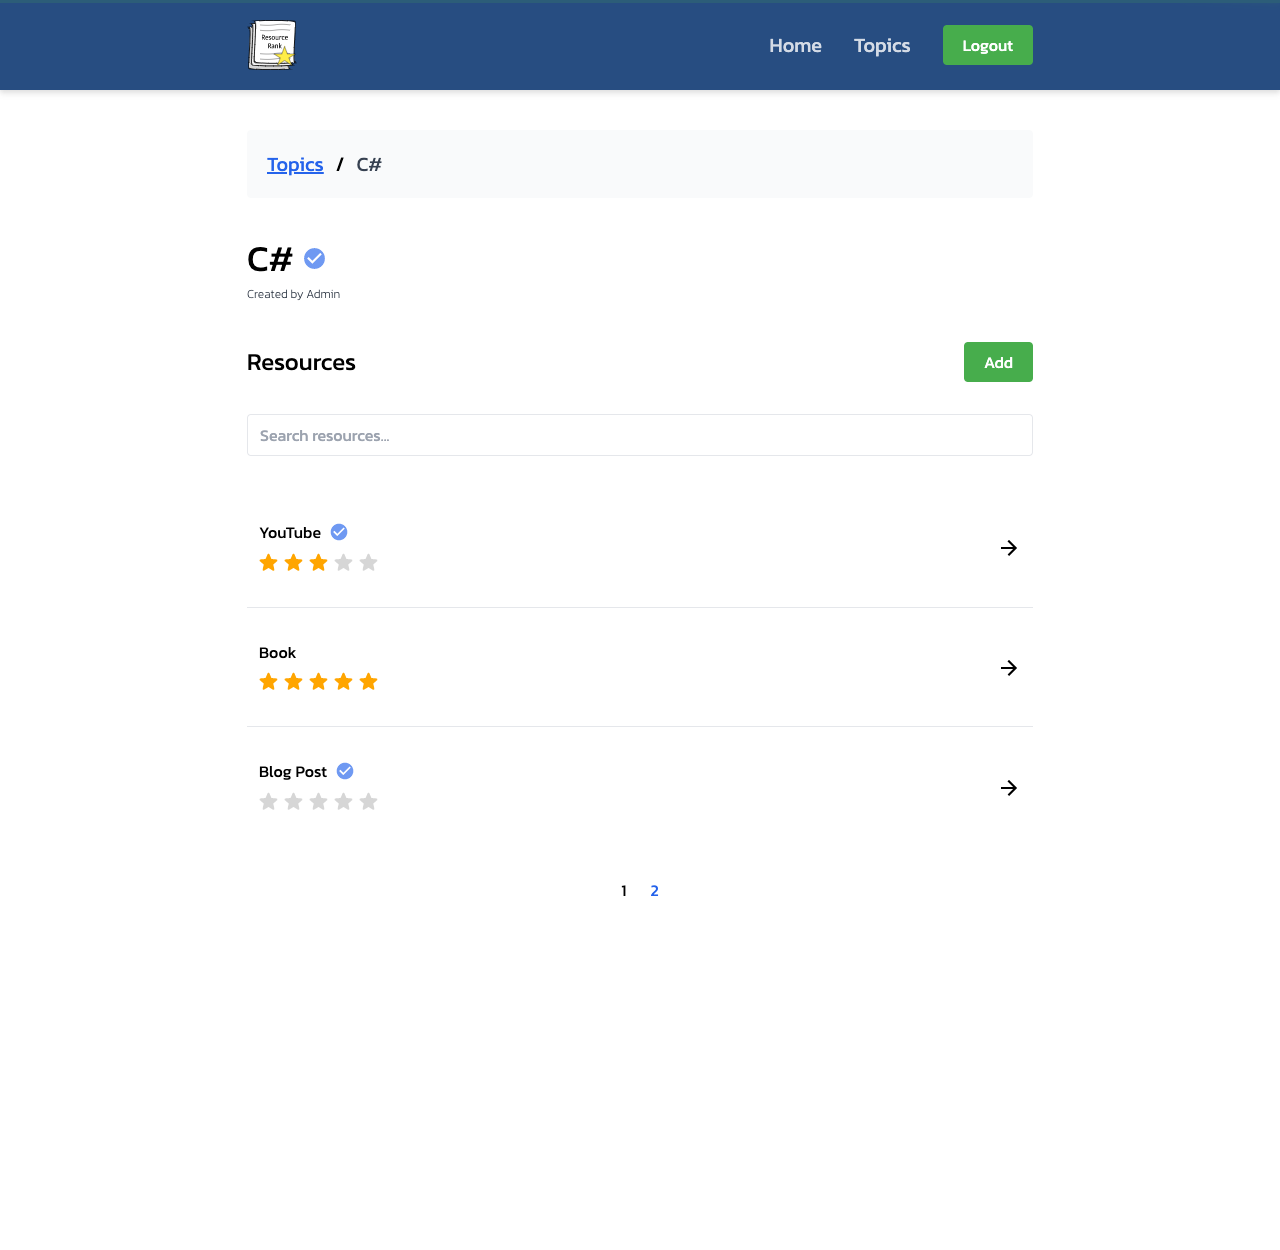 Resource
Rank
Home Topics Logout
Topics / C#
C#
Created by Admin
Resources Add
Search resources...
YouTube
Book
Blog Post
1 2